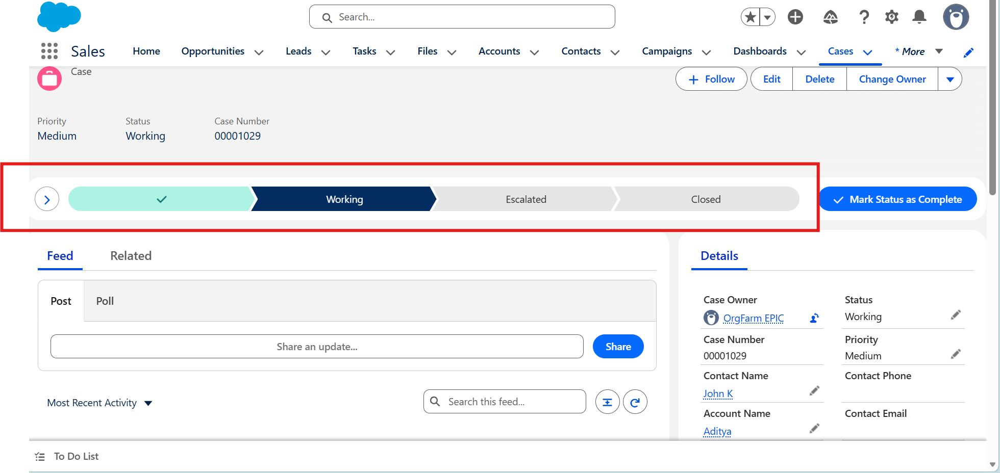 Search...
Sales Home Opportunities Leads Tasks Files Accounts Contacts Campaigns Dashboards Cases * More
Case
Follow Edit Delete Change Owner
Priority Status Case Number
Medium Working 00001029
Working Escalated Closed Mark Status as Complete
Feed Related
Post Poll
Share an update... Share
Most Recent Activity Search this feed...
Details
Case Owner Status
OrgFarm EPIC Working
Case Number Priority
00001029 Medium
Contact Name Contact Phone
John K
Account Name Contact Email
Aditya
To Do List